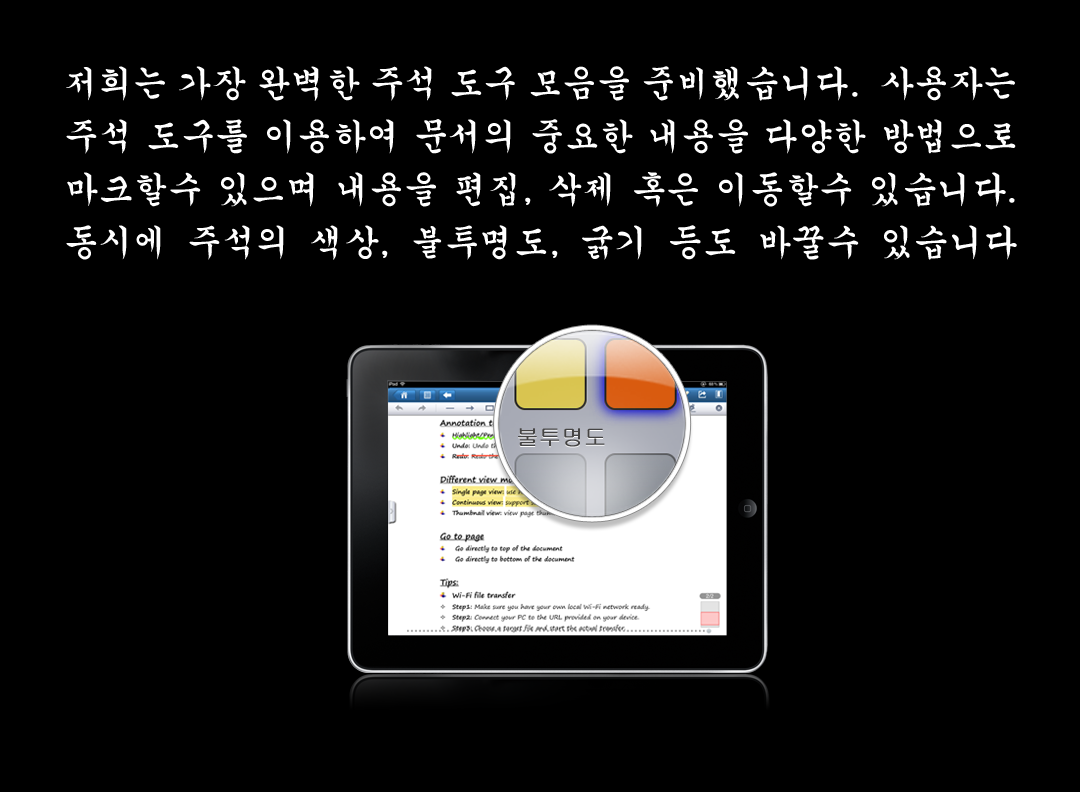 저희는 가장 완벽한 주석 도구 모음을 준비했습니다. 사용자는
주석 도구를 이용하여 문서의 중요한 내용을 다양한 방법으로
마크할수 있으며 내용을 편집, 삭제 혹은 이동할수 있습니다.
동시에 주석의 색상, 불투명도, 굵기 등도 바꿀수 있습니다
iPad
Annotation t
Highlight/Pen
불투명도
Undo: Undo th
Redo: Redo the
Different view mo
Single page view: use
Continuous view: support
Thumbnail view: view page thum
Go to page
Go directly to top of the document
Go directly to bottom of the document
Tips:
Wi-Fi file transfer
Step1: Make sure you have your own local Wi-Fi network ready.
Step2: Connect your PC to the URL provided on your device.
Step3: Choose a target file and start the actual transfer.